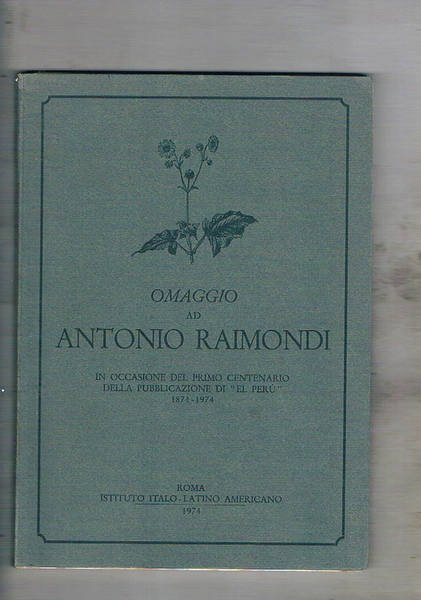 OMAGGIO
AD
ANTONIO RAIMONDI
IN OCCASIONE DEL PRIMO CENTENARIO
DELLA PUBBLICAZIONE DI "EL PERÚ"
1874-1974
ROMA
ISTITUTO ITALO-LATINO AMERICANO
1974